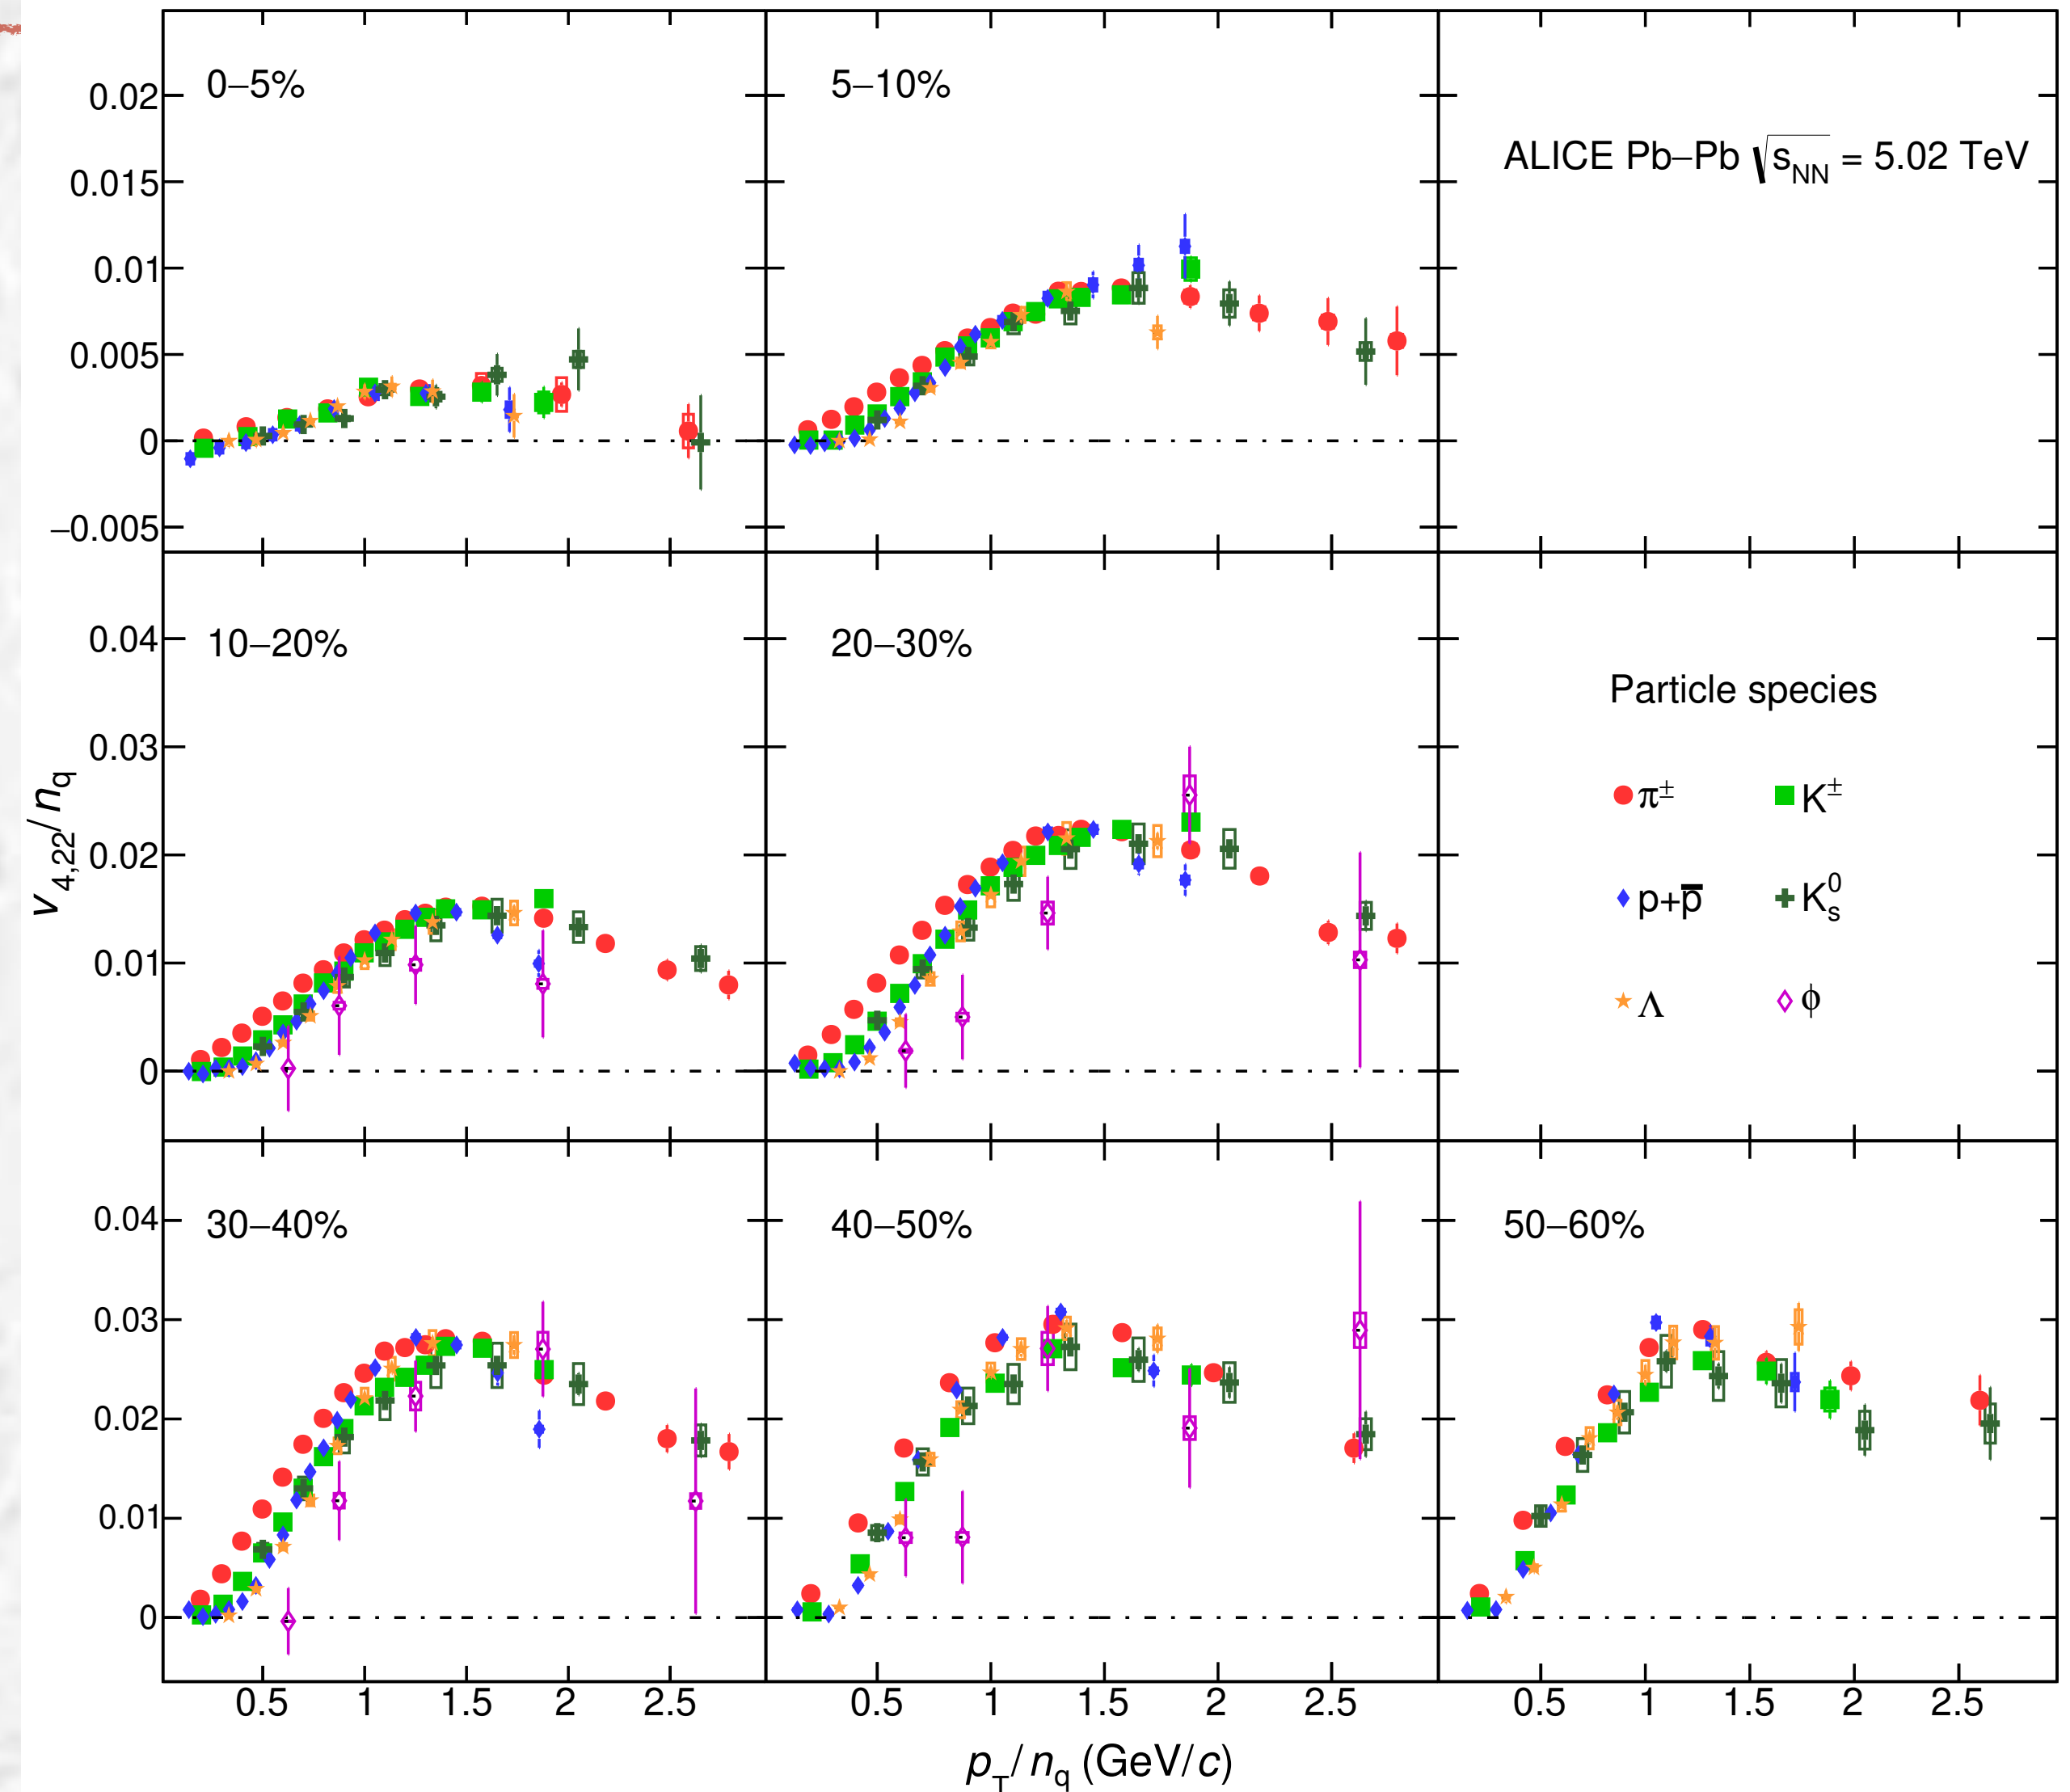 0–5%
5–10%
ALICE Pb–Pb √sNN = 5.02 TeV
0.02
0.015
0.01
0.005
0
−0.005
10–20%
20–30%
Particle species
π± K±
p+p̅ K0s
Λ ϕ
0.04
0.03
0.02
0.01
0
v4,22/nq
30–40%
40–50%
50–60%
0.04
0.03
0.02
0.01
0
0.5 1 1.5 2 2.5 0.5 1 1.5 2 2.5 0.5 1 1.5 2 2.5
pT/nq (GeV/c)